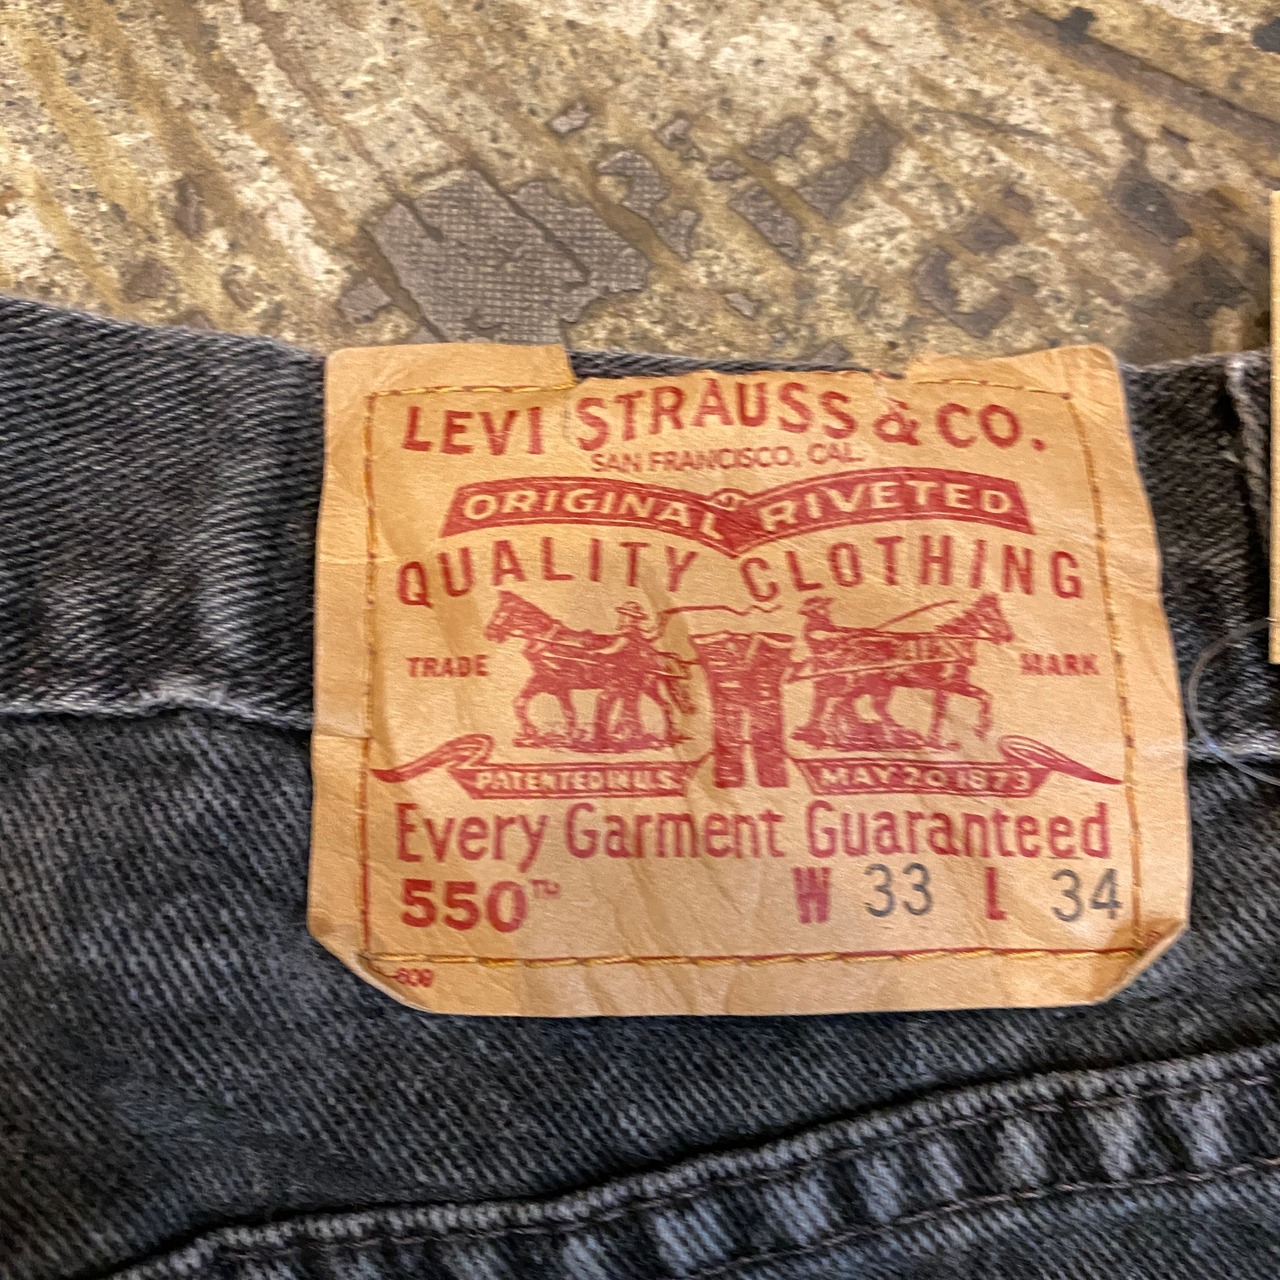 LEVI STRAUSS & CO.
SAN FRANCISCO, CAL.
ORIGINAL RIVETED
QUALITY CLOTHING
TRADE MARK
PATENTED IN U.S. MAY 20 1873
Every Garment Guaranteed
550™ W 33 L 34